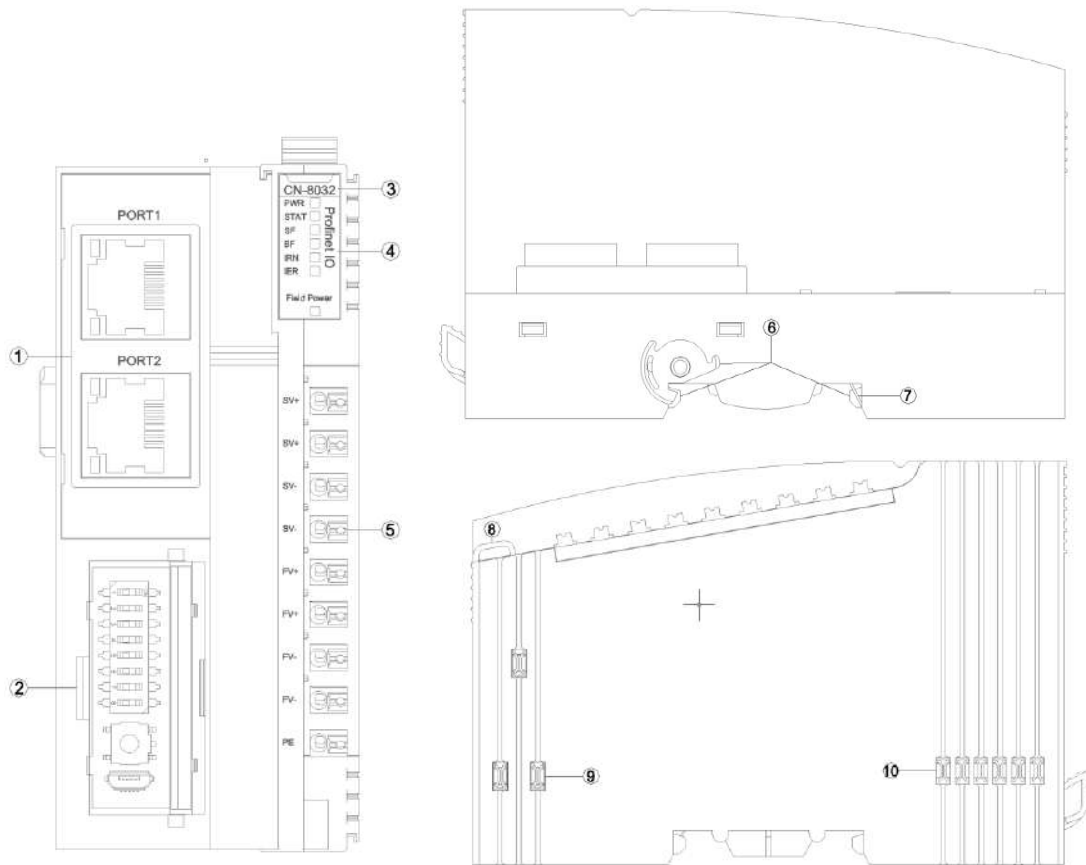 PORT1
PORT2
CN-8032
PWR
STAT
SF
BF
IRN
IER
Profinet IO
Field Power
SV+
SV+
SV-
SV-
FV+
FV+
FV-
FV-
PE
1
2
3
4
5
6
7
8
9
10